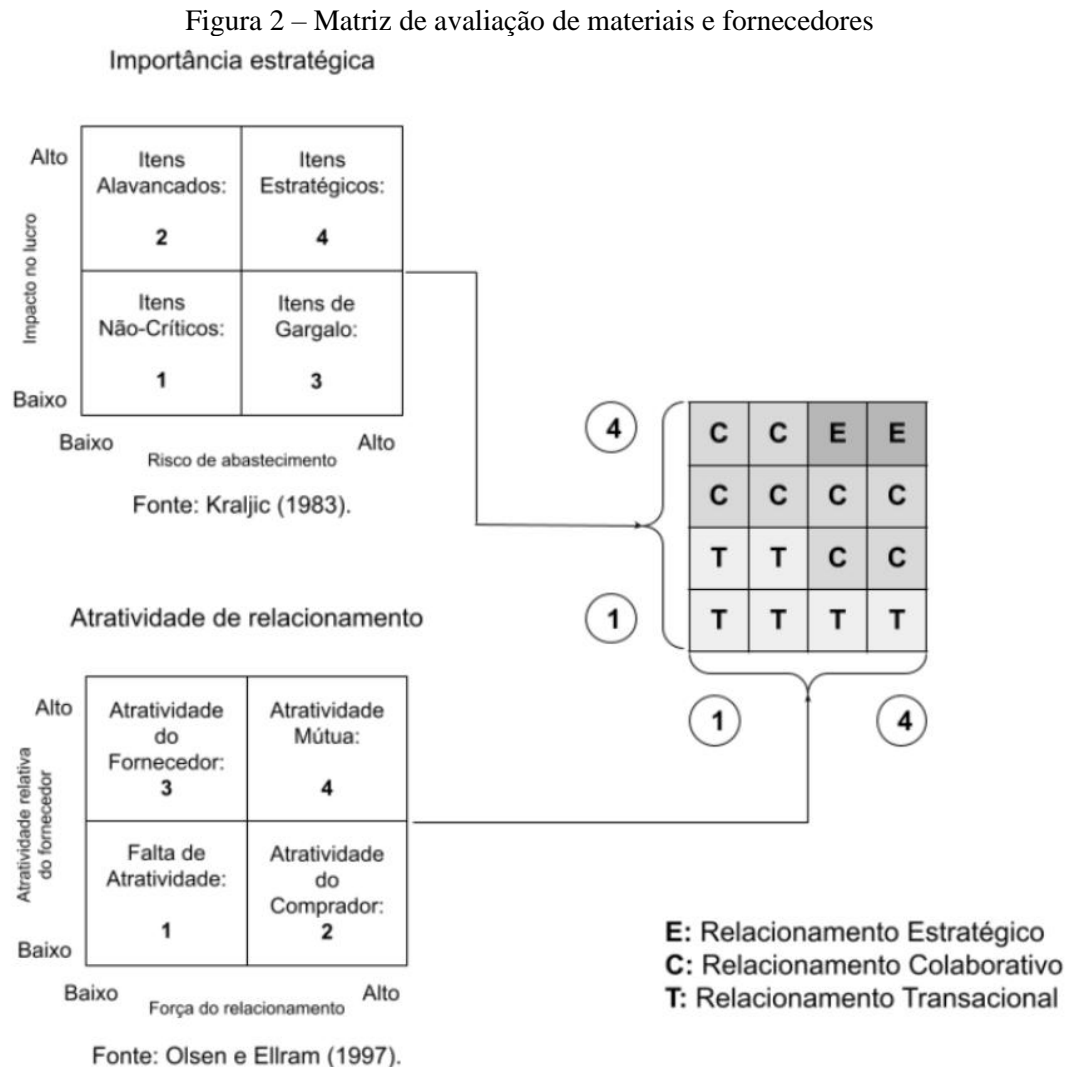 Figura 2 – Matriz de avaliação de materiais e fornecedores
Importância estratégica
Alto
Impacto no lucro
Baixo
Itens
Alavancados:
2
Itens
Estratégicos:
4
Itens
Não-Críticos:
1
Itens de
Gargalo:
3
Baixo
Risco de abastecimento
Alto
Fonte: Kraljic (1983).
Atratividade de relacionamento
Alto
Atratividade relativa
do fornecedor
Baixo
Atratividade
do
Fornecedor:
3
Atratividade
Mútua:
4
Falta de
Atratividade:
1
Atratividade
do
Comprador:
2
Baixo
Força do relacionamento
Alto
Fonte: Olsen e Ellram (1997).
4
1
C C E E
C C C C
T T C C
T T T T
1
4
E: Relacionamento Estratégico
C: Relacionamento Colaborativo
T: Relacionamento Transacional